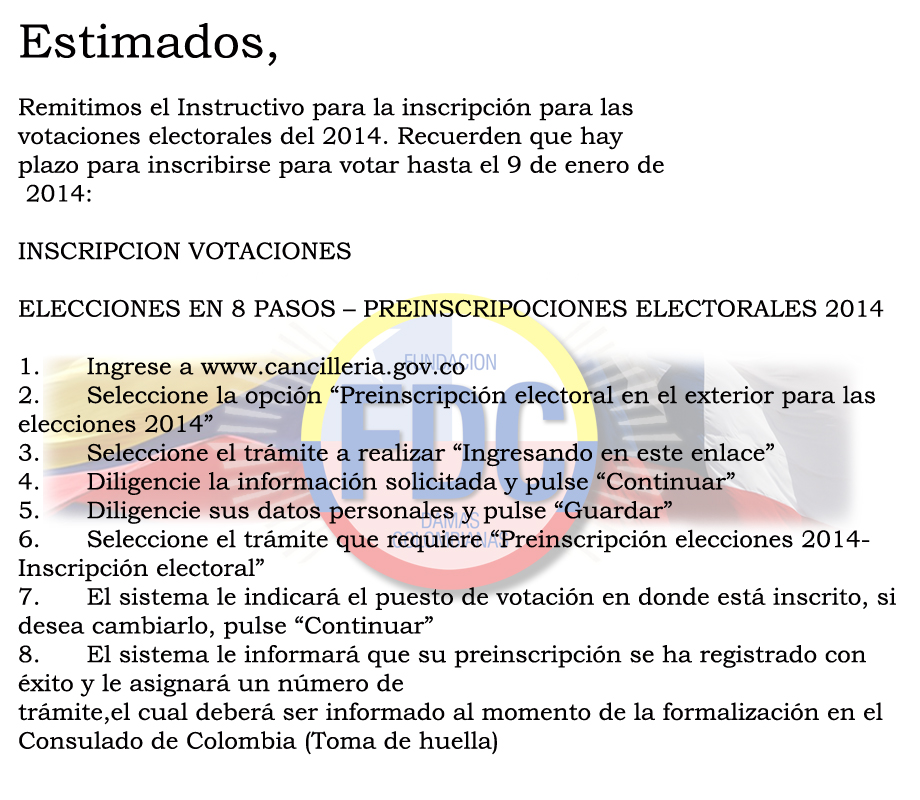 Estimados,
Remitimos el Instructivo para la inscripción para las
votaciones electorales del 2014. Recuerden que hay
plazo para inscribirse para votar hasta el 9 de enero de
2014:
INSCRIPCION VOTACIONES
ELECCIONES EN 8 PASOS – PREINSCRIPOCIONES ELECTORALES 2014
1. Ingrese a www.cancilleria.gov.co
2. Seleccione la opción “Preinscripción electoral en el exterior para las
elecciones 2014”
3. Seleccione el trámite a realizar “Ingresando en este enlace”
4. Diligencie la información solicitada y pulse “Continuar”
5. Diligencie sus datos personales y pulse “Guardar”
6. Seleccione el trámite que requiere “Preinscripción elecciones 2014-
Inscripción electoral”
7. El sistema le indicará el puesto de votación en donde está inscrito, si
desea cambiarlo, pulse “Continuar”
8. El sistema le informará que su preinscripción se ha registrado con
éxito y le asignará un número de
trámite,el cual deberá ser informado al momento de la formalización en el
Consulado de Colombia (Toma de huella)
FUNDACION
FDC
DAMAS
COLOMBIANAS